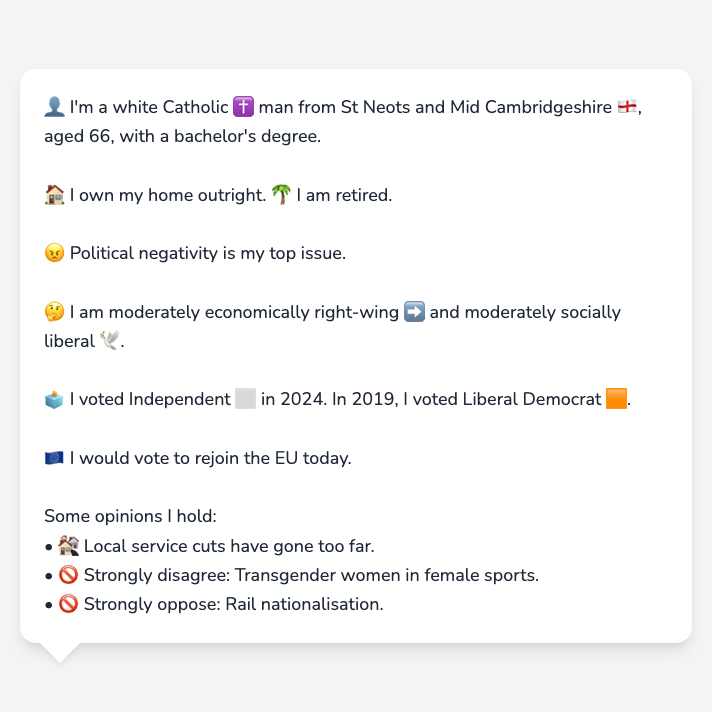 👤 I'm a white Catholic ✝️ man from St Neots and Mid Cambridgeshire 🏴󠁧󠁢󠁥󠁮󠁧󠁿,
aged 66, with a bachelor's degree.
🏠 I own my home outright. 🌴 I am retired.
😠 Political negativity is my top issue.
🤔 I am moderately economically right-wing ➡️ and moderately socially
liberal 🕊️.
🗳️ I voted Independent ⬜ in 2024. In 2019, I voted Liberal Democrat 🟧.
🇪🇺 I would vote to rejoin the EU today.
Some opinions I hold:
• 🏚️ Local service cuts have gone too far.
• 🚫 Strongly disagree: Transgender women in female sports.
• 🚫 Strongly oppose: Rail nationalisation.